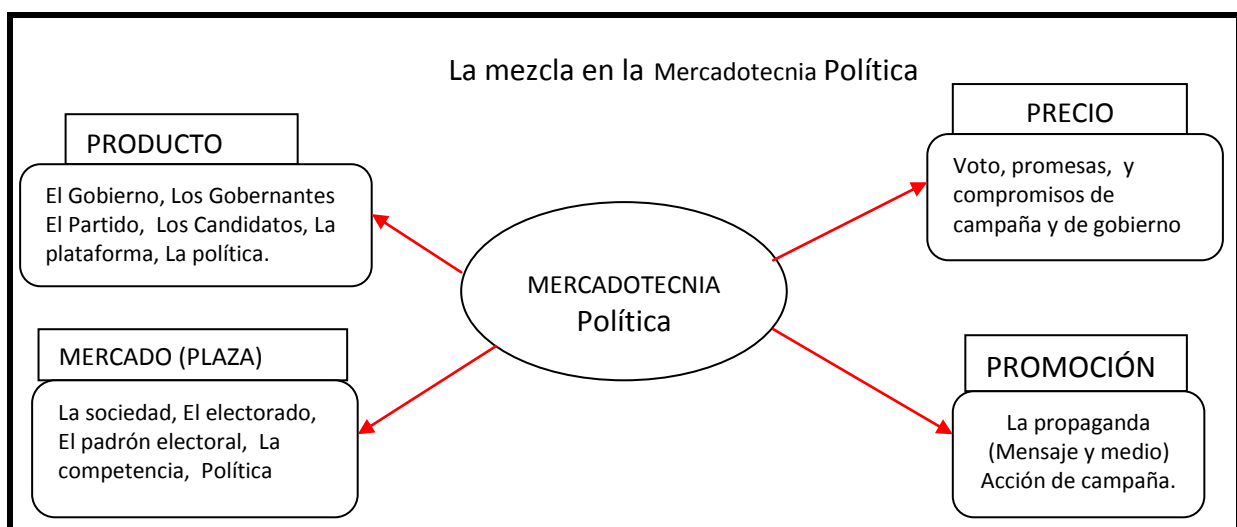 La mezcla en la Mercadotecnia Política
PRODUCTO
El Gobierno, Los Gobernantes
El Partido, Los Candidatos, La
plataforma, La política.
PRECIO
Voto, promesas, y
compromisos de
campaña y de gobierno
MERCADOTECNIA
Política
MERCADO (PLAZA)
La sociedad, El electorado,
El padrón electoral, La
competencia, Política
PROMOCIÓN
La propaganda
(Mensaje y medio)
Acción de campaña.